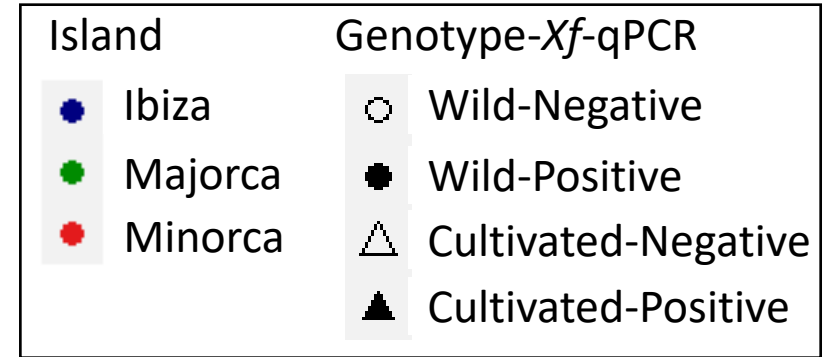 Island
Genotype-Xf-qPCR
Ibiza
Wild-Negative
Majorca
Wild-Positive
Minorca
Cultivated-Negative
Cultivated-Positive